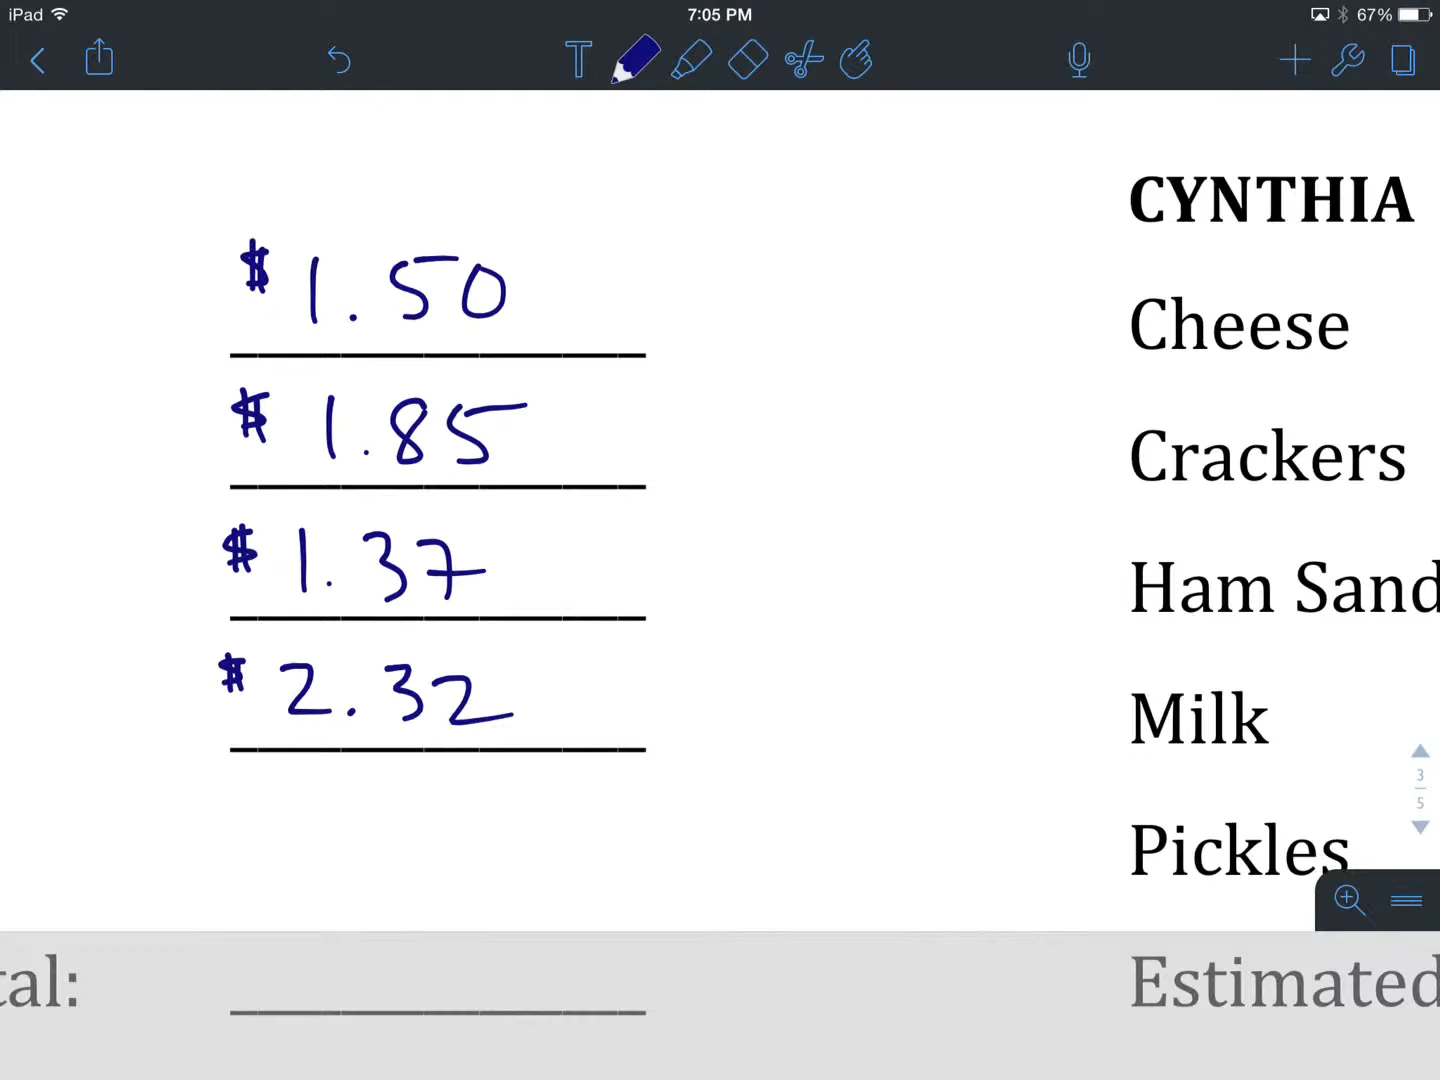 iPad 7:05 PM 67%
T
$1.50
$1.85
$1.37
$2.32
tal:
CYNTHIA
Cheese
Crackers
Ham Sand
Milk
Pickles
Estimated
3
5